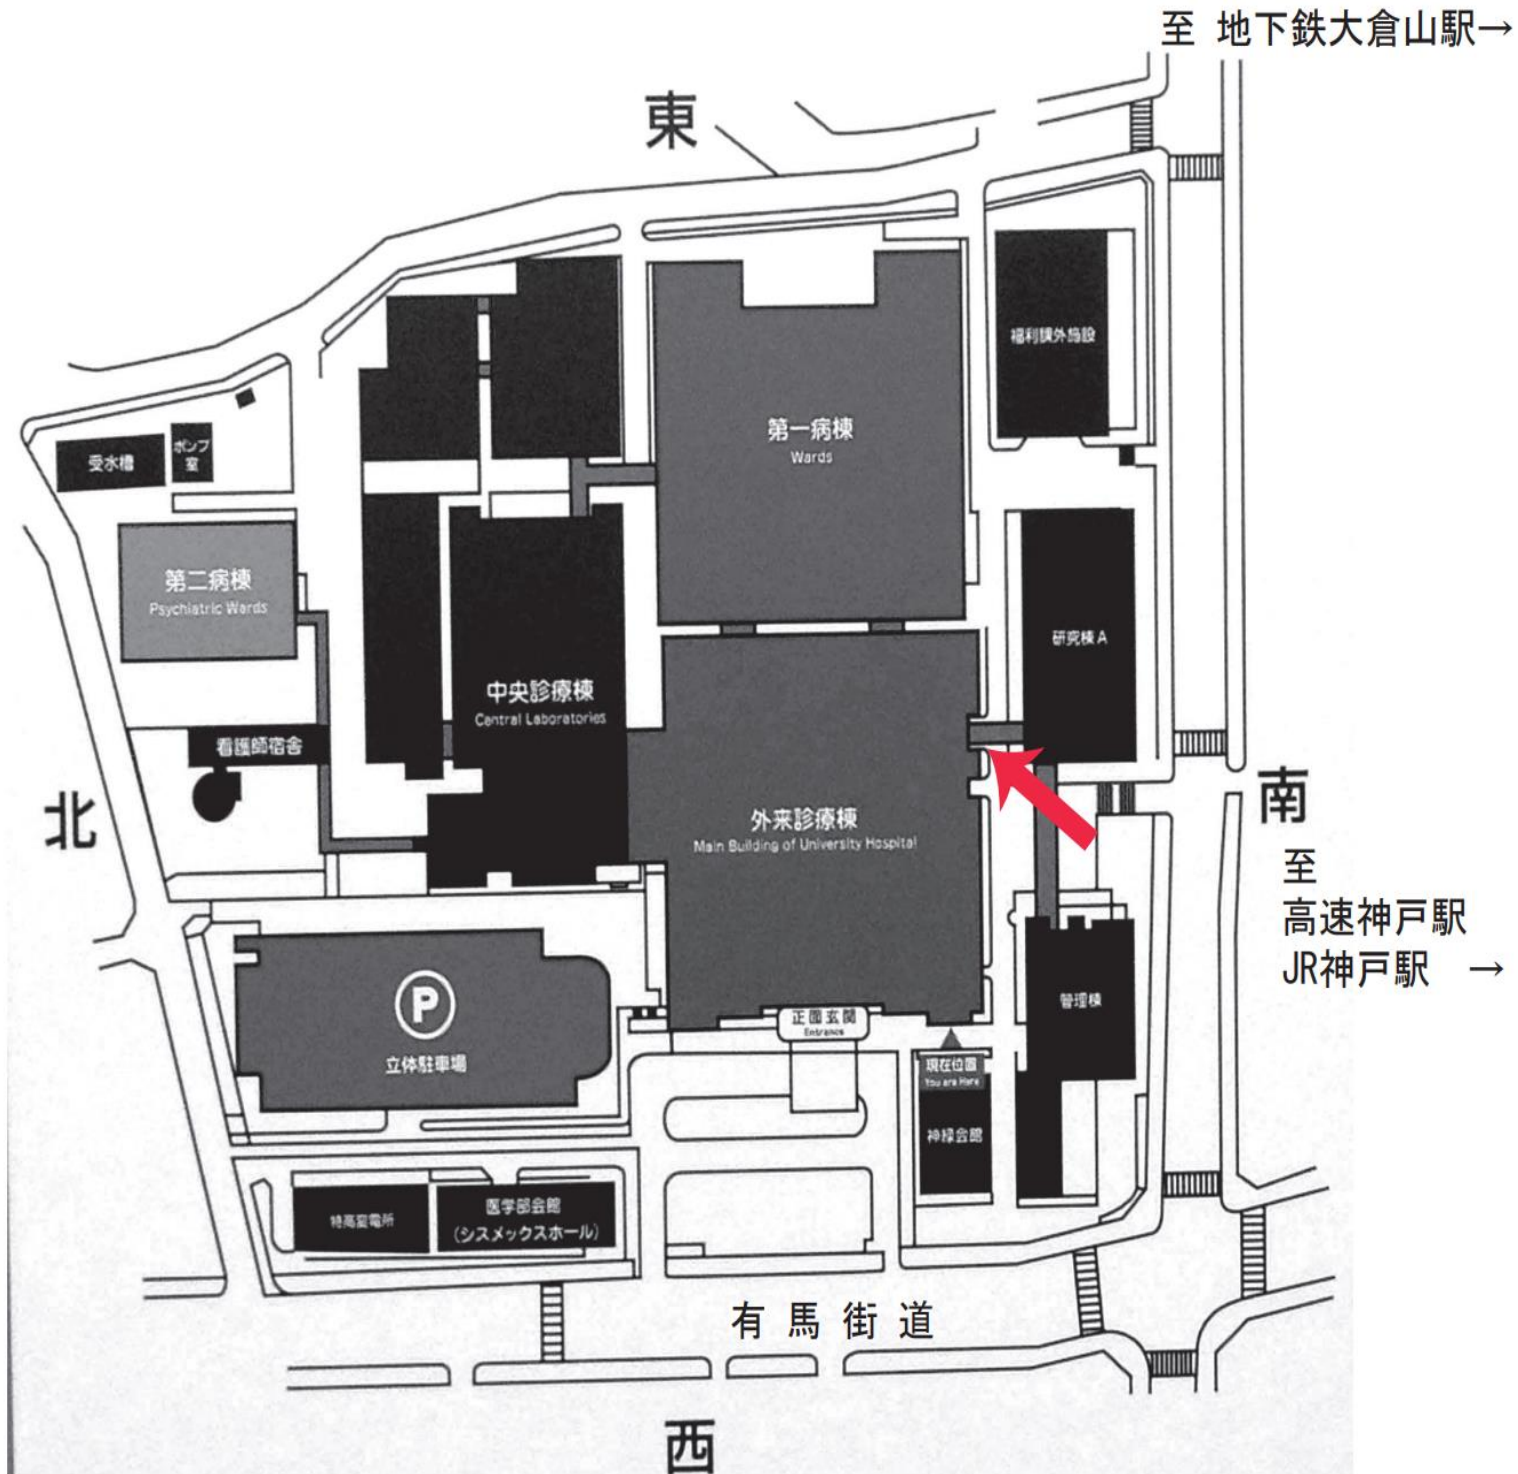 至 地下鉄大倉山駅→
東
福利課外施設
第一病棟
Wards
受水槽
ポンプ
室
第二病棟
Psychiatric Wards
研究棟A
中央診療棟
Central Laboratories
看護師宿舎
北
南
外来診療棟
Main Building of University Hospital
至
高速神戸駅
JR神戸駅 →
P
立体駐車場
管理棟
正面玄関
Entrance
現在位置
You are Here
神緑会館
特高変電所
医学部会館
(シスメックスホール)
有馬街道
西